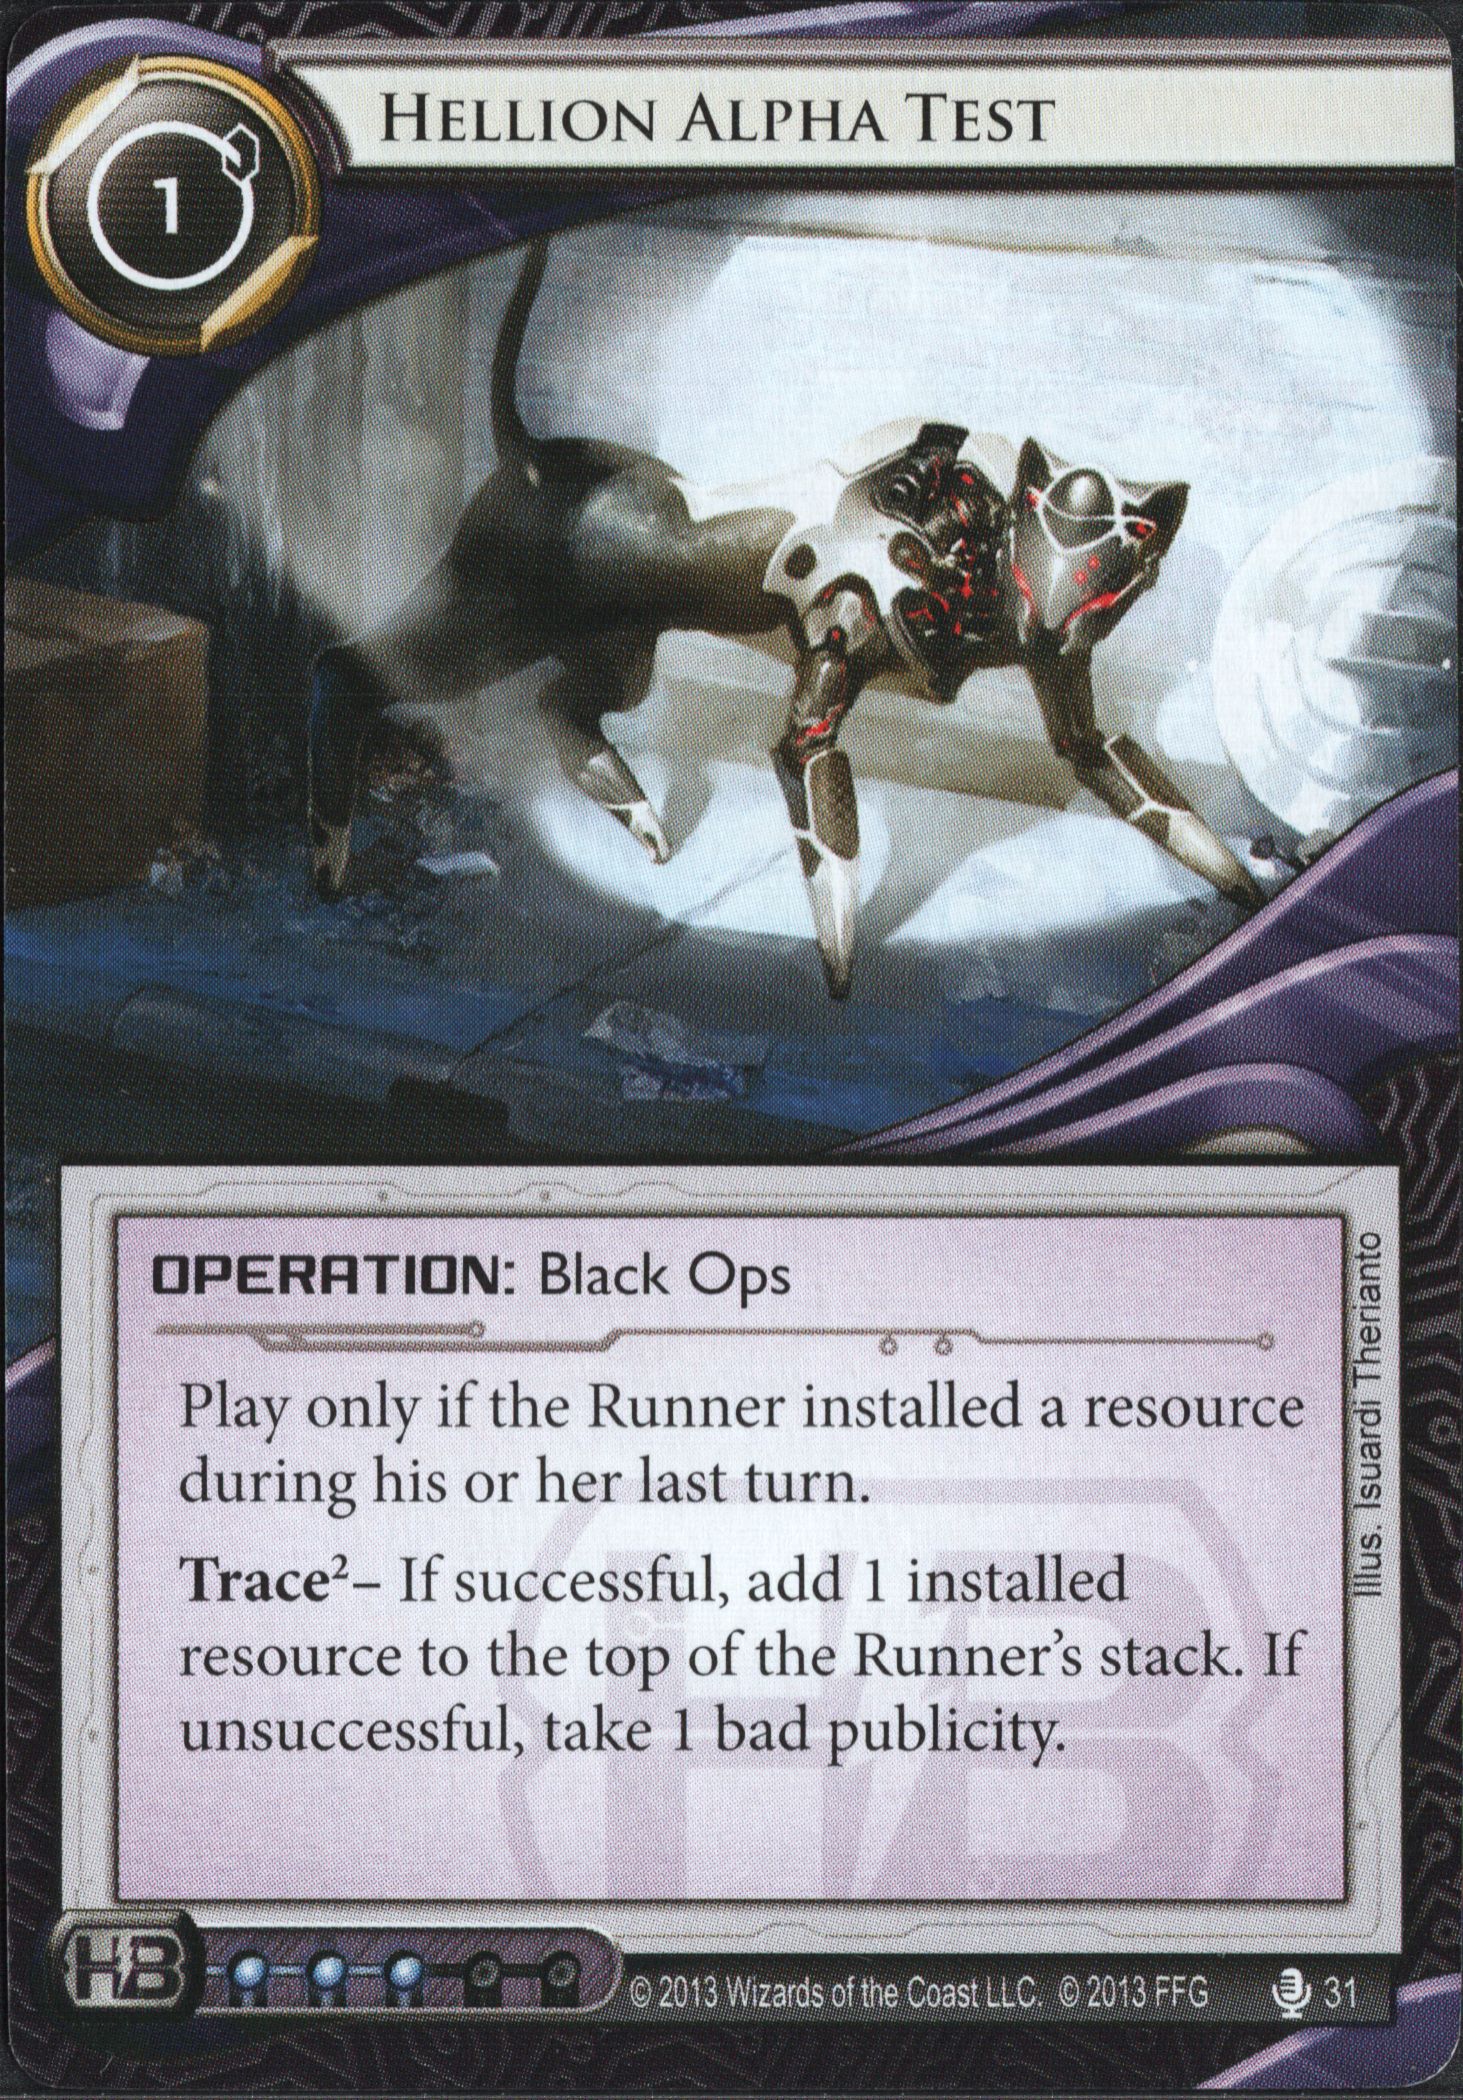 1
HELLION ALPHA TEST
OPERATION: Black Ops
Play only if the Runner installed a resource
during his or her last turn.
Trace²– If successful, add 1 installed
resource to the top of the Runner's stack. If
unsuccessful, take 1 bad publicity.
Illus. Isuardi Therianto
HB
© 2013 Wizards of the Coast LLC. © 2013 FFG
31